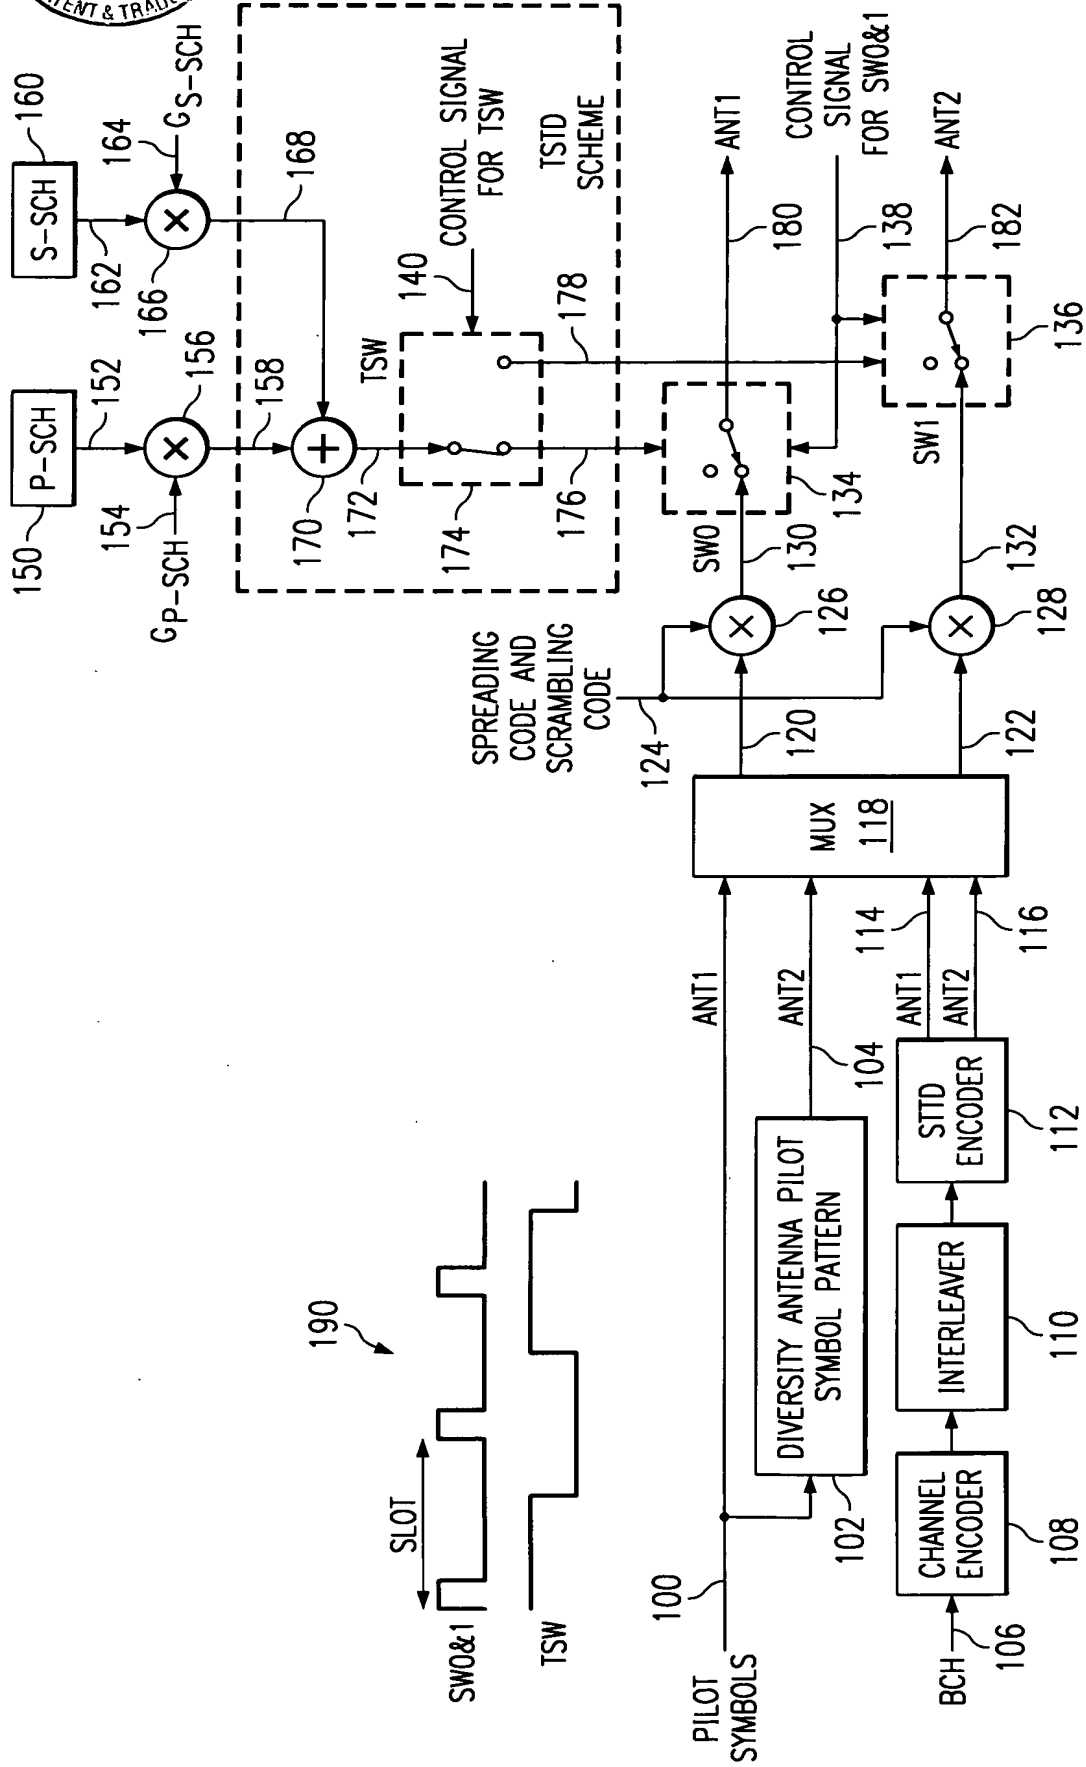 ENT & TRAD
150
P-SCH
152
154
GP-SCH
156
158
160
S-SCH
162
164
GS-SCH
166
168
170
172
TSW
174
140
CONTROL SIGNAL
FOR TSW
TSTD
SCHEME
176
178
190
SLOT
SW0&1
TSW
SPREADING
CODE AND
SCRAMBLING
CODE
124
SW0
130
126
134
ANT1
180
CONTROL
SIGNAL
FOR SW0&1
138
ANT2
182
SW1
132
128
136
120
122
MUX
118
PILOT
SYMBOLS
100
ANT1
DIVERSITY ANTENNA PILOT
SYMBOL PATTERN
102
ANT2
104
BCH
106
CHANNEL
ENCODER
108
INTERLEAVER
110
STTD
ENCODER
112
ANT1
114
ANT2
116